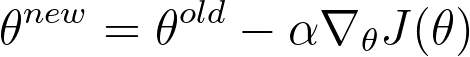 θ^{new} = θ^{old} − α∇_θ J(θ)